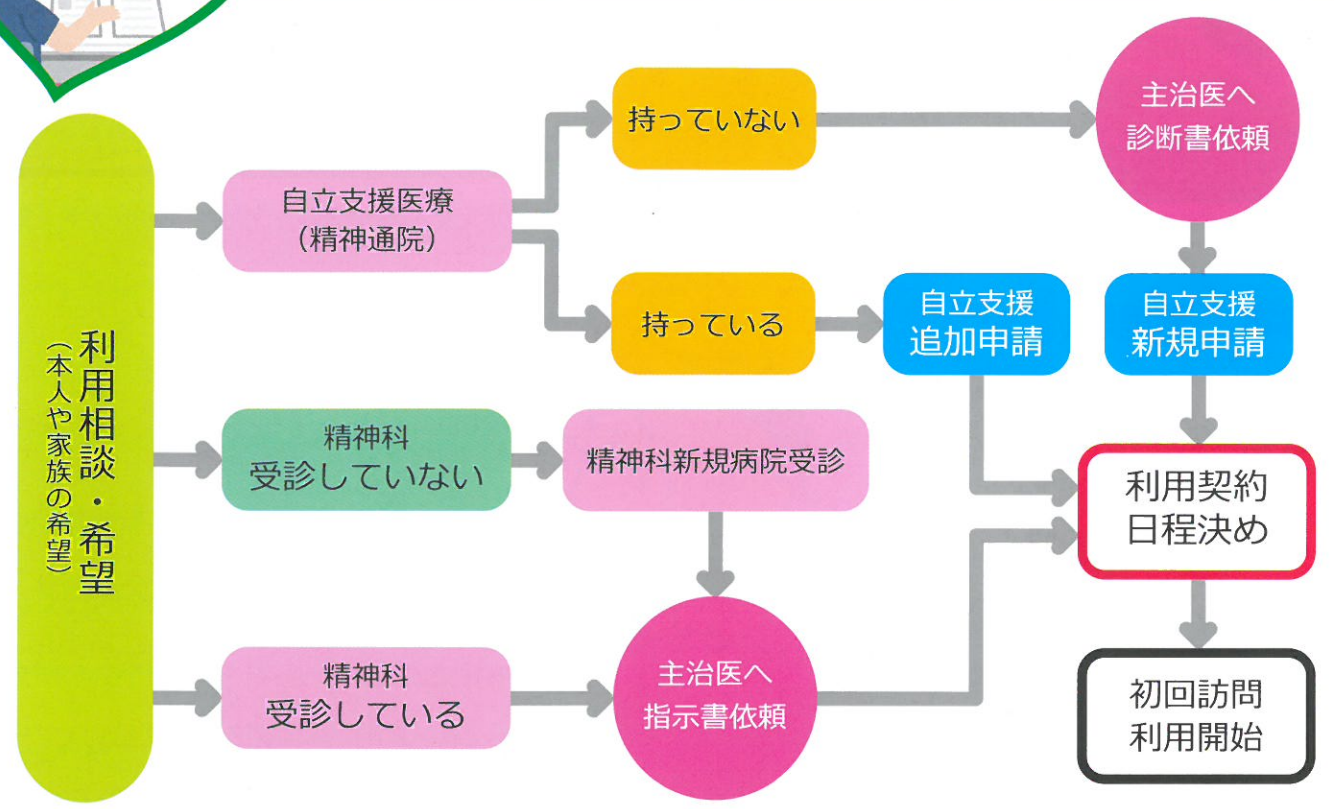 利用相談・希望
（本人や家族の希望）
自立支援医療
（精神通院）
持っていない
主治医へ
診断書依頼
持っている
自立支援
追加申請
自立支援
新規申請
精神科
受診していない
精神科新規病院受診
利用契約
日程決め
精神科
受診している
主治医へ
指示書依頼
初回訪問
利用開始